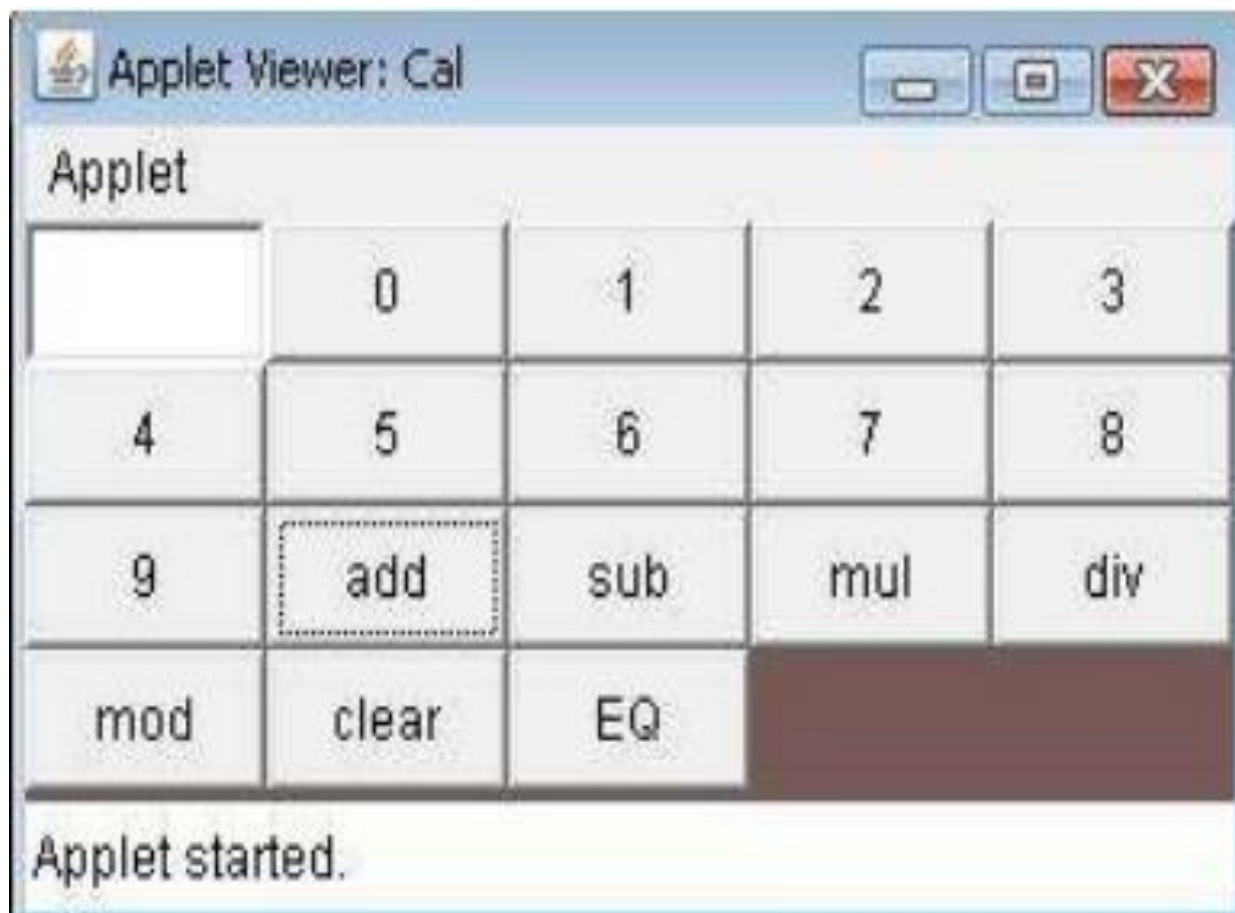 Applet Viewer: Cal
Applet
0 1 2 3
4 5 6 7 8
9 add sub mul div
mod clear EQ
Applet started.